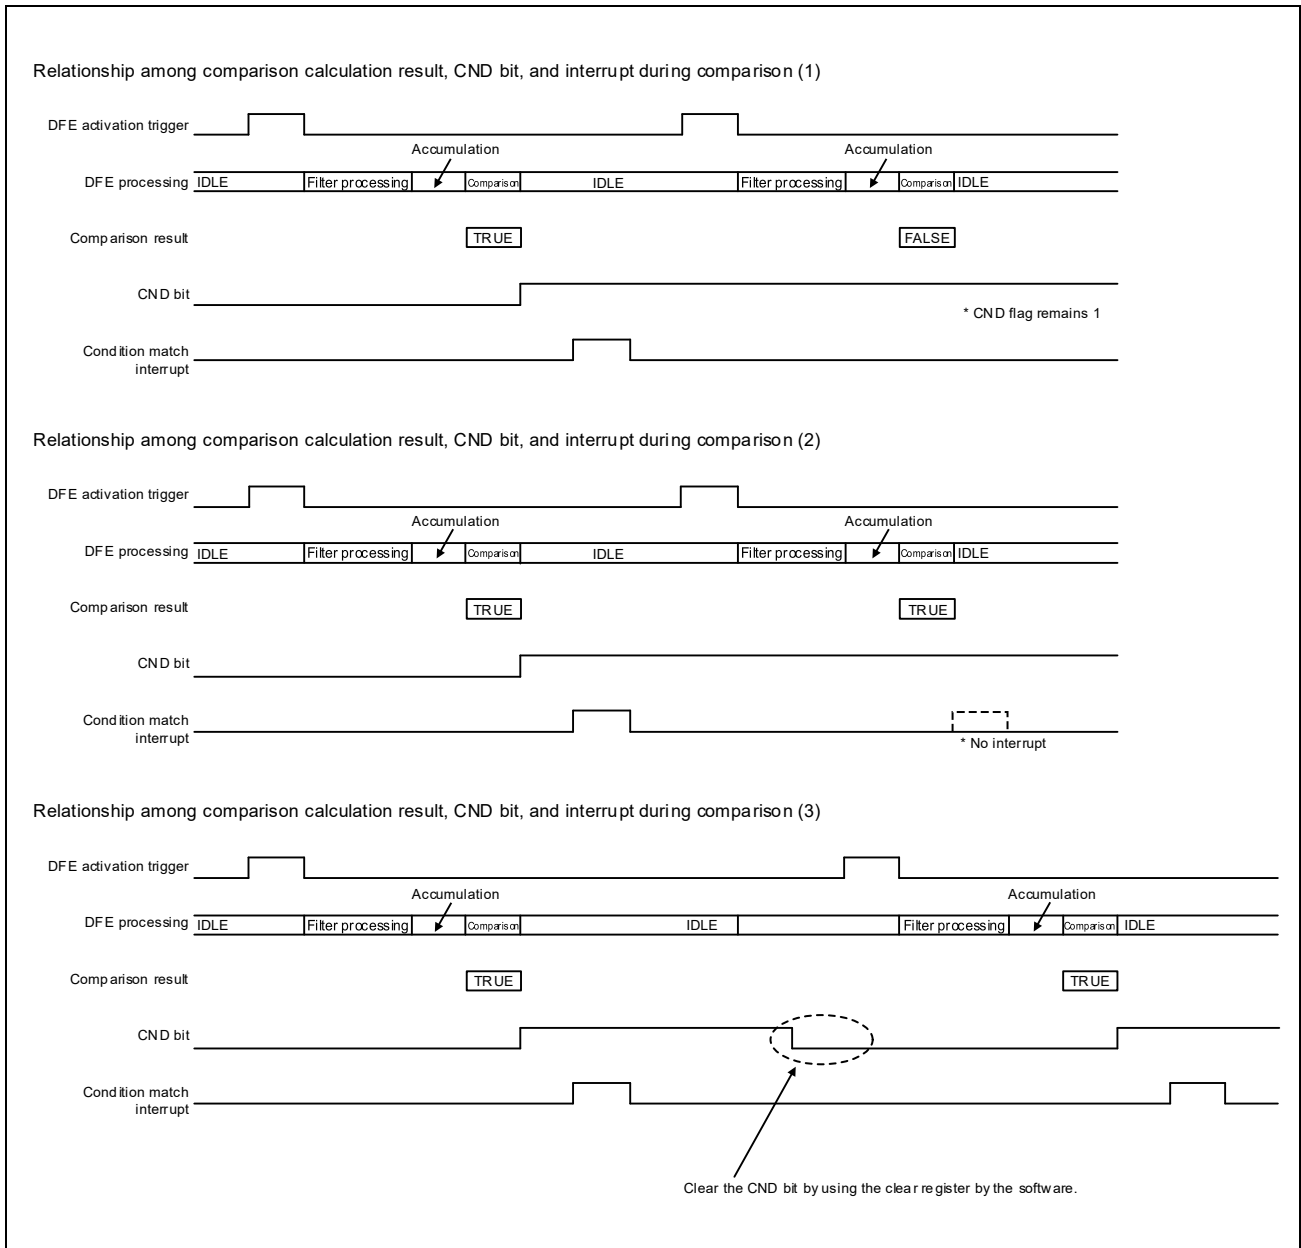 Relationship among comparison calculation result, CND bit, and interrupt during comparison (1)
DFE activation trigger
Accumulation Accumulation
DFE processing IDLE Filter processing Comparison IDLE Filter processing Comparison IDLE
Comparison result TRUE FALSE
CND bit
* CND flag remains 1
Condition match
interrupt
Relationship among comparison calculation result, CND bit, and interrupt during comparison (2)
DFE activation trigger
Accumulation Accumulation
DFE processing IDLE Filter processing Comparison IDLE Filter processing Comparison IDLE
Comparison result TRUE TRUE
CND bit
Condition match
interrupt
* No interrupt
Relationship among comparison calculation result, CND bit, and interrupt during comparison (3)
DFE activation trigger
Accumulation Accumulation
DFE processing IDLE Filter processing Comparison IDLE Filter processing Comparison IDLE
Comparison result TRUE TRUE
CND bit
Condition match
interrupt
Clear the CND bit by using the clear register by the software.